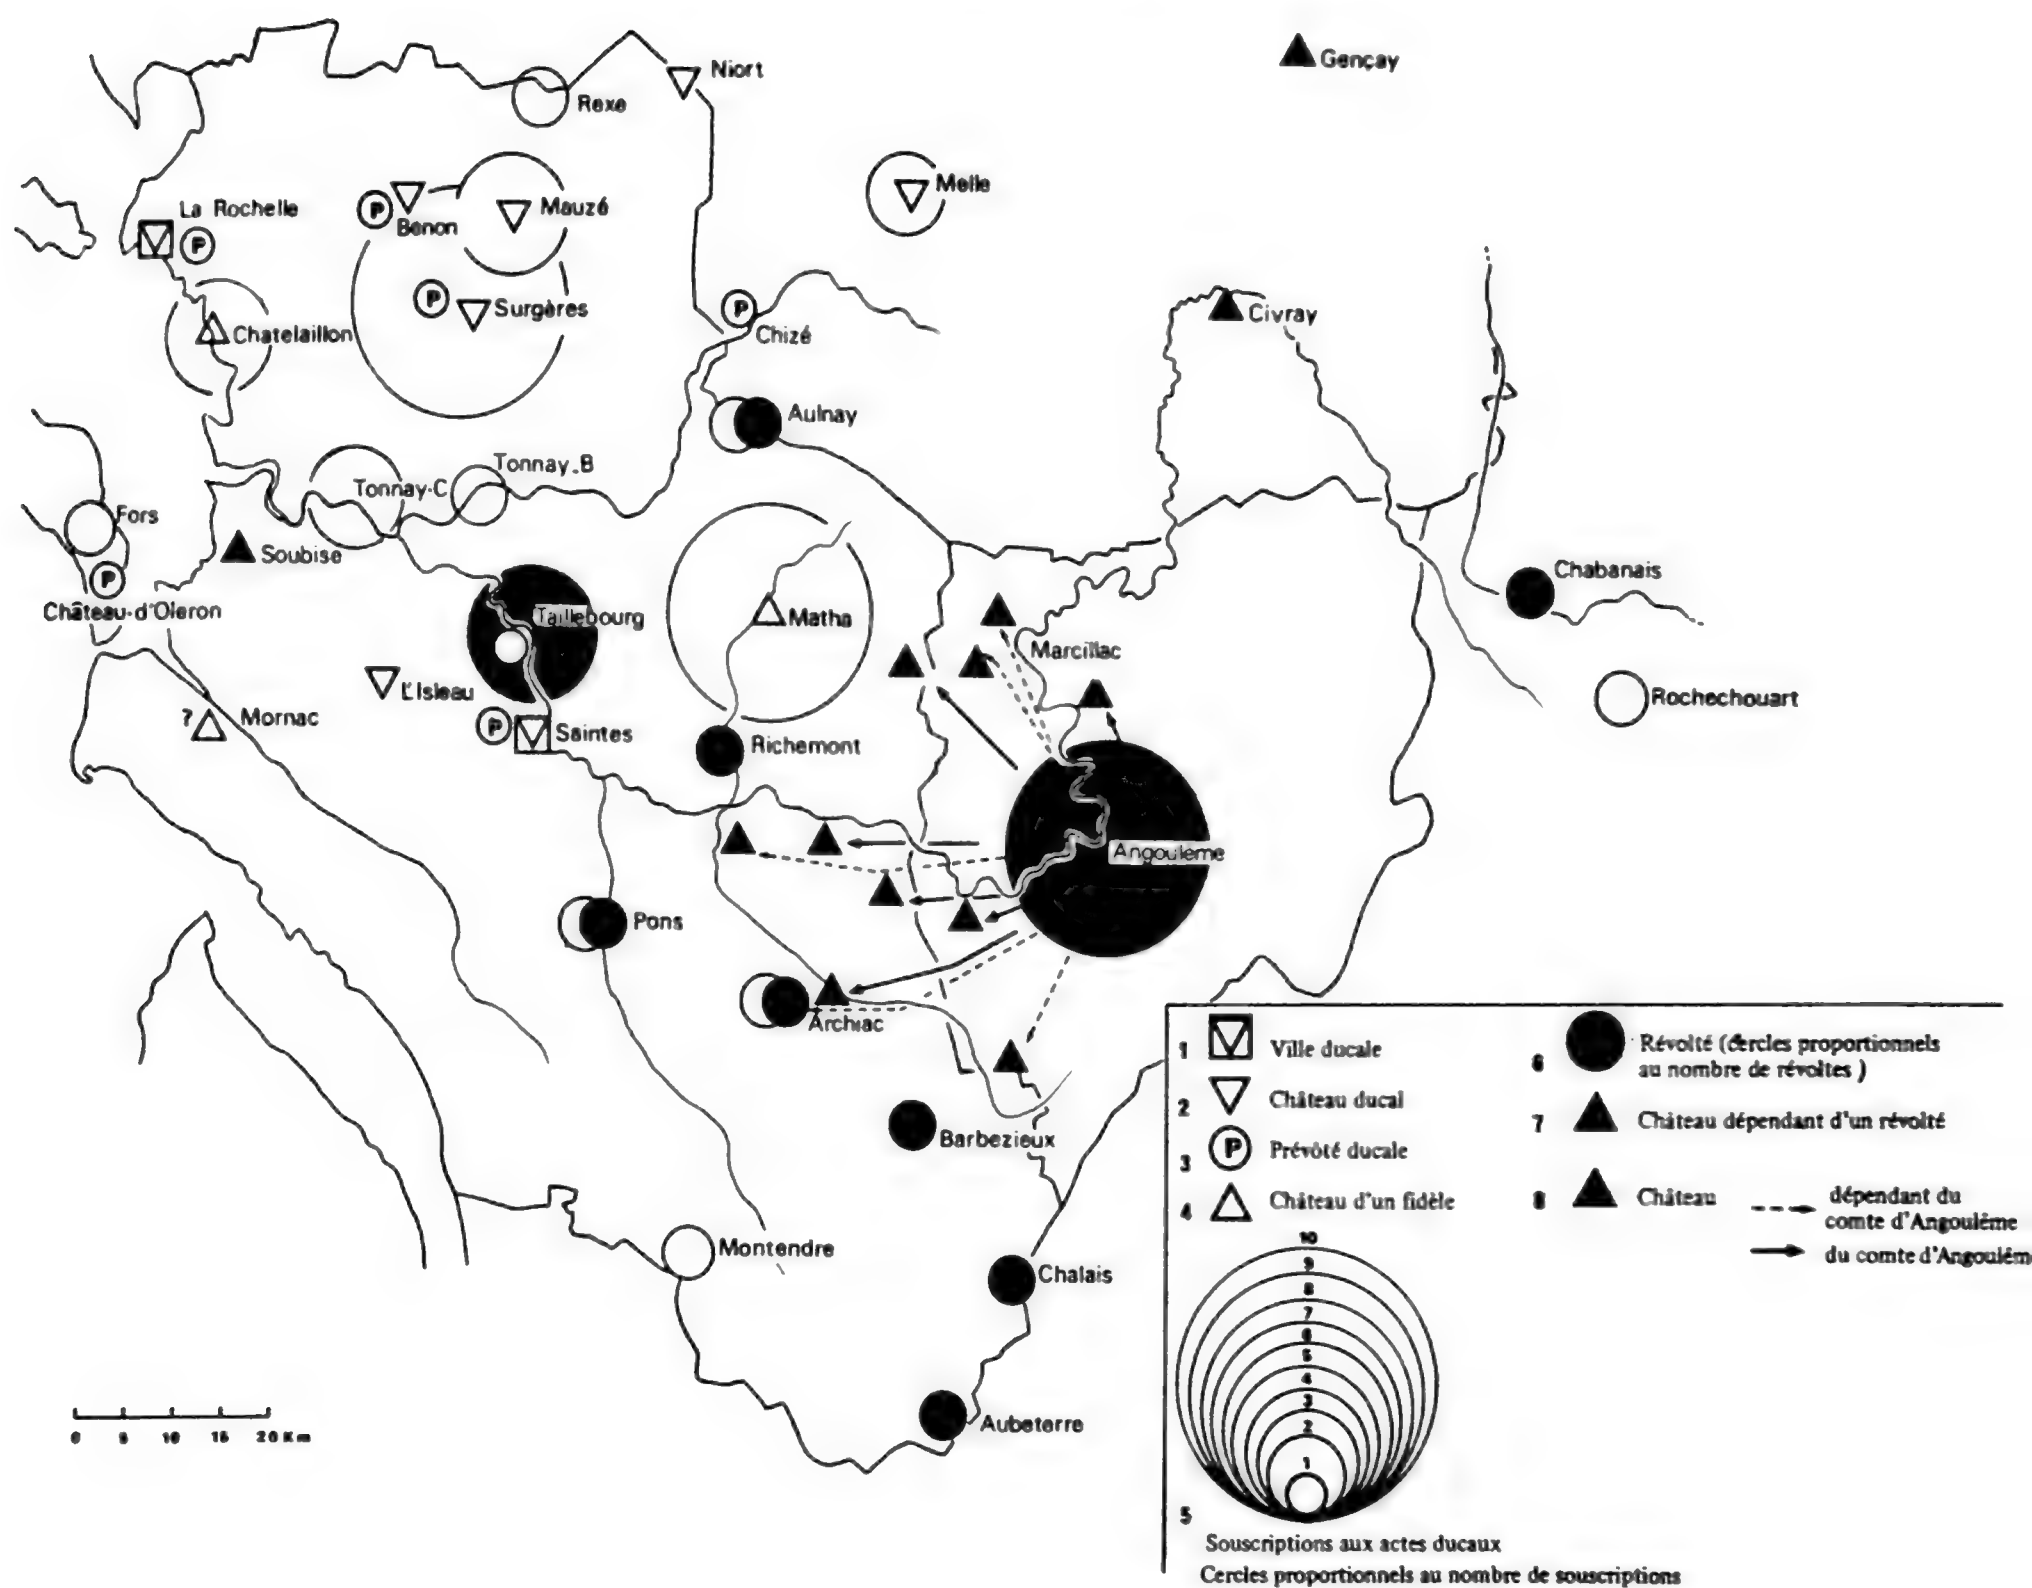 Gençay
Niort
Rexe
Melle
La Rochelle
P
Benon
Mauzé
P
P
Surgères
Chatelaillon
P
Chizé
Civray
Aulnay
Tonnay-C
Tonnay-B
Fors
Soubise
P
Château-d'Oleron
Taillebourg
Matha
Marcillac
Chabanais
L'Isleau
Rochechouart
? Mornac
P
Saintes
Richemont
Angoulême
Pons
Archiac
Barbezieux
Montendre
Chalais
Aubeterre
0 5 10 15 20 Km
1 Ville ducale
2 Château ducal
3 P Prévôté ducale
4 Château d'un fidèle
10
9
8
7
6
5
4
3
2
1
5
Souscriptions aux actes ducaux
Cercles proportionnels au nombre de souscriptions
6 Révolté (cercles proportionnels
au nombre de révoltes )
7 Château dépendant d'un révolté
8 Château
dépendant du
comte d'Angoulême
du comte d'Angoulême